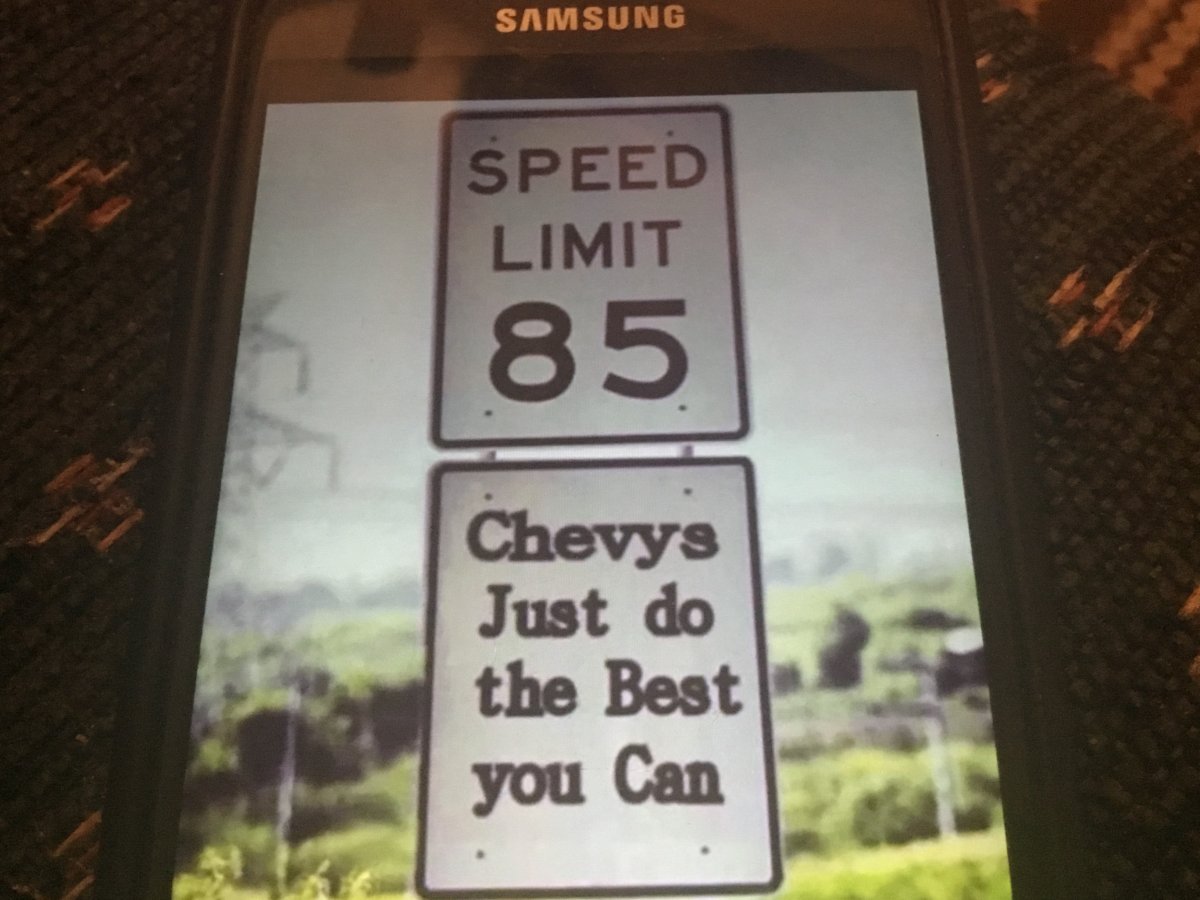 SAMSUNG
SPEED
LIMIT
85
Chevys
Just do
the Best
you Can